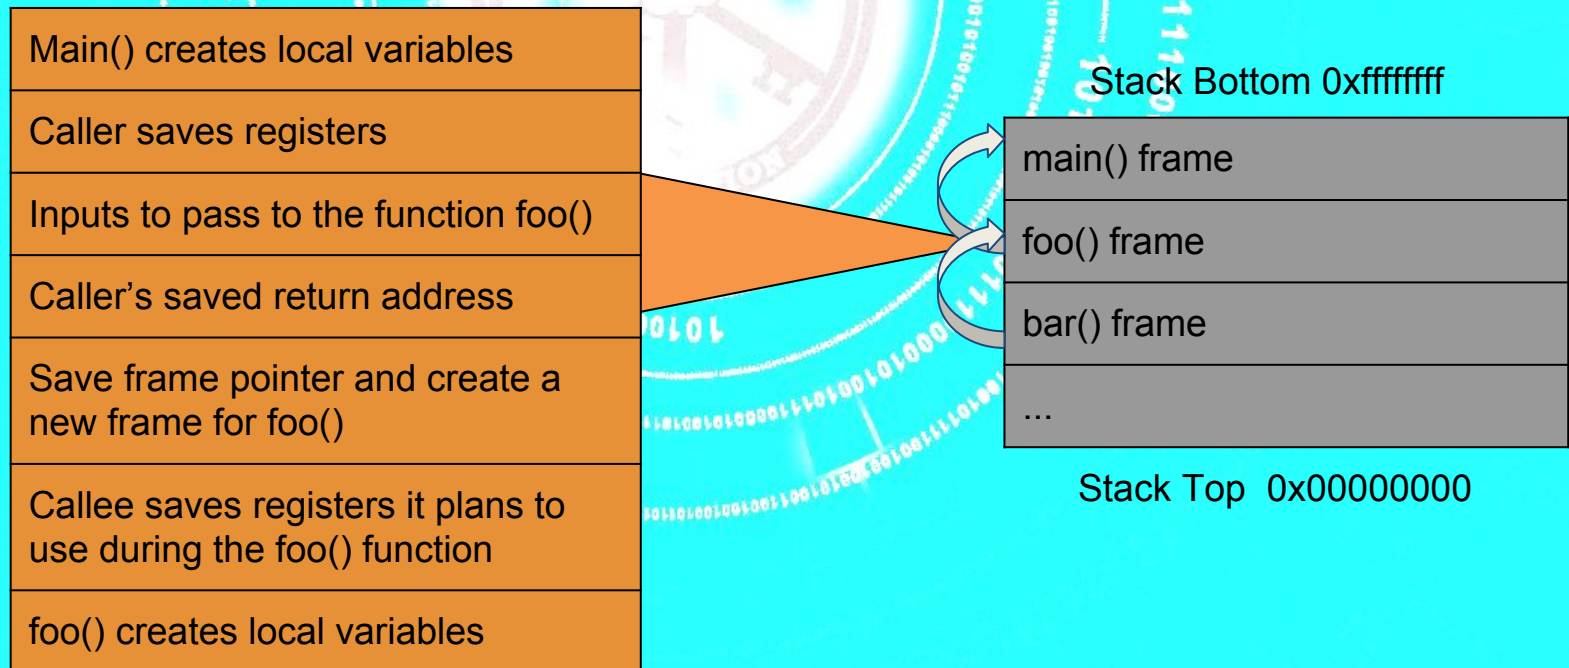 Main() creates local variables
Caller saves registers
Inputs to pass to the function foo()
Caller’s saved return address
Save frame pointer and create a
new frame for foo()
Callee saves registers it plans to
use during the foo() function
foo() creates local variables
Stack Bottom 0xffffffff
main() frame
foo() frame
bar() frame
...
Stack Top 0x00000000